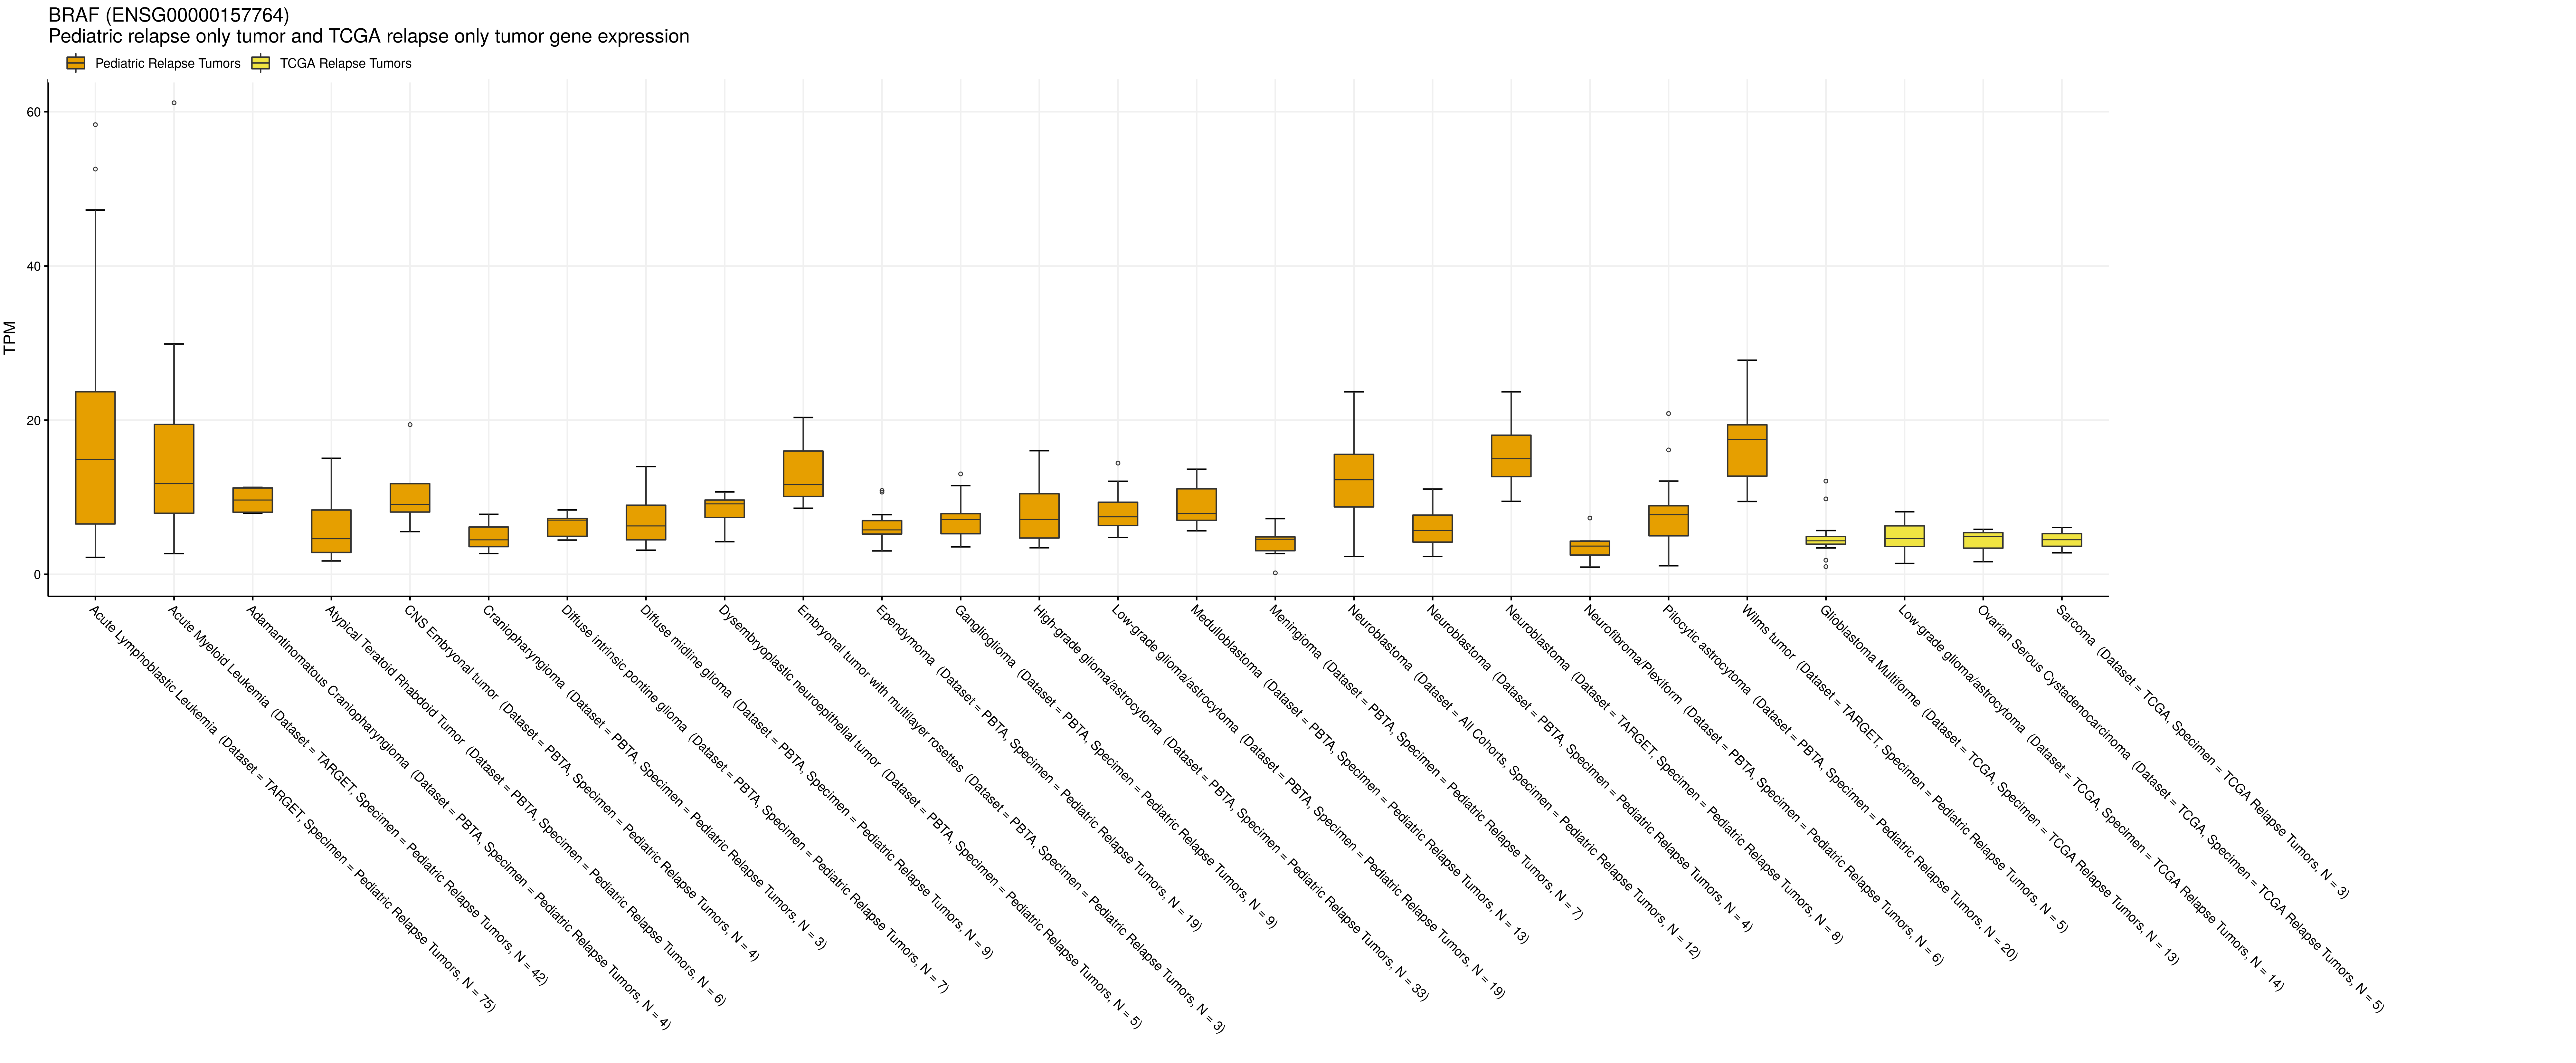 BRAF (ENSG00000157764)
Pediatric relapse only tumor and TCGA relapse only tumor gene expression
Pediatric Relapse Tumors
TCGA Relapse Tumors
TPM
60
40
20
0
Acute Lymphoblastic Leukemia (Dataset = TARGET, Specimen = Pediatric Relapse Tumors, N = 75)
Acute Myeloid Leukemia (Dataset = TARGET, Specimen = Pediatric Relapse Tumors, N = 42)
Adamantinomatous Craniopharyngioma (Dataset = PBTA, Specimen = Pediatric Relapse Tumors, N = 4)
Atypical Teratoid Rhabdoid Tumor (Dataset = PBTA, Specimen = Pediatric Relapse Tumors, N = 6)
CNS Embryonal tumor (Dataset = PBTA, Specimen = Pediatric Relapse Tumors, N = 4)
Craniopharyngioma (Dataset = PBTA, Specimen = Pediatric Relapse Tumors, N = 3)
Diffuse intrinsic pontine glioma (Dataset = PBTA, Specimen = Pediatric Relapse Tumors, N = 7)
Diffuse midline glioma (Dataset = PBTA, Specimen = Pediatric Relapse Tumors, N = 9)
Dysembryoplastic neuroepithelial tumor (Dataset = PBTA, Specimen = Pediatric Relapse Tumors, N = 5)
Embryonal tumor with multilayer rosettes (Dataset = PBTA, Specimen = Pediatric Relapse Tumors, N = 3)
Ependymoma (Dataset = PBTA, Specimen = Pediatric Relapse Tumors, N = 19)
Ganglioglioma (Dataset = PBTA, Specimen = Pediatric Relapse Tumors, N = 9)
High-grade glioma/astrocytoma (Dataset = PBTA, Specimen = Pediatric Relapse Tumors, N = 33)
Low-grade glioma/astrocytoma (Dataset = PBTA, Specimen = Pediatric Relapse Tumors, N = 19)
Medulloblastoma (Dataset = PBTA, Specimen = Pediatric Relapse Tumors, N = 13)
Meningioma (Dataset = PBTA, Specimen = Pediatric Relapse Tumors, N = 7)
Neuroblastoma (Dataset = All Cohorts, Specimen = Pediatric Relapse Tumors, N = 12)
Neuroblastoma (Dataset = PBTA, Specimen = Pediatric Relapse Tumors, N = 4)
Neuroblastoma (Dataset = TARGET, Specimen = Pediatric Relapse Tumors, N = 8)
Neurofibroma/Plexiform (Dataset = PBTA, Specimen = Pediatric Relapse Tumors, N = 6)
Pilocytic astrocytoma (Dataset = PBTA, Specimen = Pediatric Relapse Tumors, N = 20)
Wilms tumor (Dataset = TARGET, Specimen = Pediatric Relapse Tumors, N = 5)
Glioblastoma Multiforme (Dataset = TCGA, Specimen = TCGA Relapse Tumors, N = 13)
Low-grade glioma/astrocytoma (Dataset = TCGA, Specimen = TCGA Relapse Tumors, N = 14)
Ovarian Serous Cystadenocarcinoma (Dataset = TCGA, Specimen = TCGA Relapse Tumors, N = 5)
Sarcoma (Dataset = TCGA, Specimen = TCGA Relapse Tumors, N = 3)